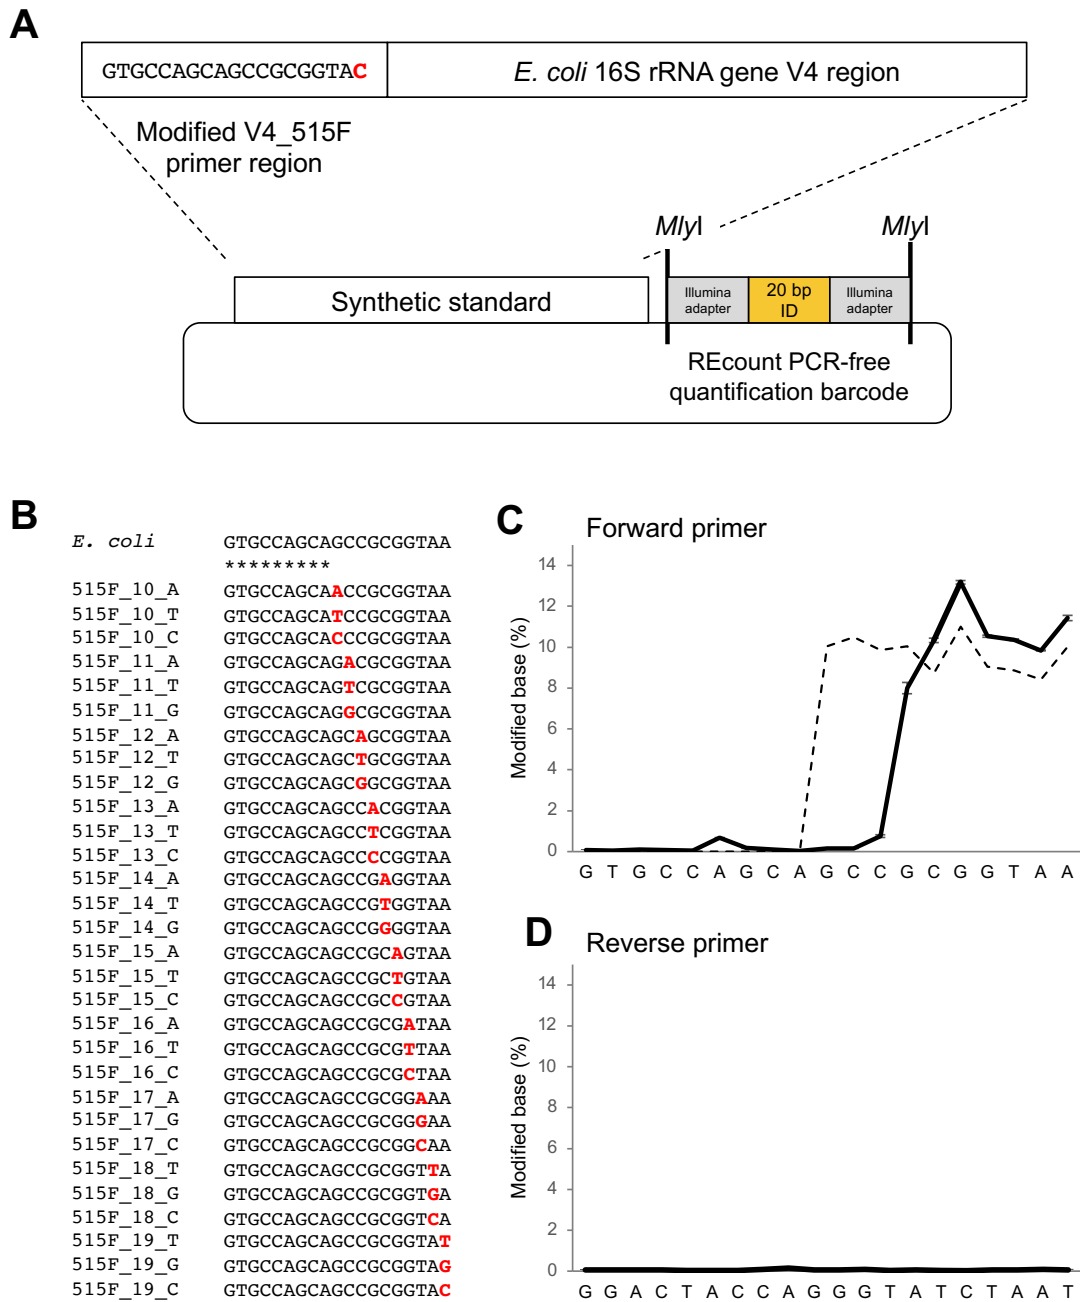 A
GTGCCAGCAGCCGCGGTAC
E. coli 16S rRNA gene V4 region
Modified V4_515F
primer region
MlyI
MlyI
Synthetic standard
Illumina
adapter
20 bp
ID
Illumina
adapter
REcount PCR-free
quantification barcode
B
E. coli GTGCCAGCAGCCGCGGTAA
*********
515F_10_A GTGCCAGCAACCGCGGTAA
515F_10_T GTGCCAGCATCCGCGGTAA
515F_10_C GTGCCAGCACCCGCGGTAA
515F_11_A GTGCCAGCAGACGCGGTAA
515F_11_T GTGCCAGCAGTCGCGGTAA
515F_11_G GTGCCAGCAGGCGCGGTAA
515F_12_A GTGCCAGCAGCAGCGGTAA
515F_12_T GTGCCAGCAGCTGCGGTAA
515F_12_G GTGCCAGCAGCGGCGGTAA
515F_13_A GTGCCAGCAGCCACGGTAA
515F_13_T GTGCCAGCAGCCTCGGTAA
515F_13_C GTGCCAGCAGCCCCGGTAA
515F_14_A GTGCCAGCAGCCGAGGTAA
515F_14_T GTGCCAGCAGCCGTGGTAA
515F_14_G GTGCCAGCAGCCGGGGTAA
515F_15_A GTGCCAGCAGCCGCAGTAA
515F_15_T GTGCCAGCAGCCGCTGTAA
515F_15_C GTGCCAGCAGCCGCCGTAA
515F_16_A GTGCCAGCAGCCGCGATAA
515F_16_T GTGCCAGCAGCCGCGTTAA
515F_16_C GTGCCAGCAGCCGCGCTAA
515F_17_A GTGCCAGCAGCCGCGGAAA
515F_17_G GTGCCAGCAGCCGCGGGAA
515F_17_C GTGCCAGCAGCCGCGGCAA
515F_18_T GTGCCAGCAGCCGCGGTTA
515F_18_G GTGCCAGCAGCCGCGGTGA
515F_18_C GTGCCAGCAGCCGCGGTCA
515F_19_T GTGCCAGCAGCCGCGGTAT
515F_19_G GTGCCAGCAGCCGCGGTAG
515F_19_C GTGCCAGCAGCCGCGGTAC
C
Forward primer
Modified base (%)
14
12
10
8
6
4
2
0
G T G C C A G C A G C C G C G G T A A
D
Reverse primer
Modified base (%)
14
12
10
8
6
4
2
0
G G A C T A C C A G G G T A T C T A A T